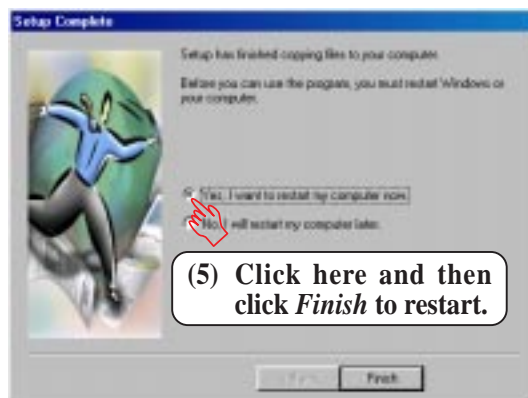 Setup Complete
Setup has finished copying files to your computer.
Before you can use the program, you must restart Windows or
your computer.
Yes, I want to restart my computer now.
No, I will restart my computer later.
(5) Click here and then
click Finish to restart.
Finish